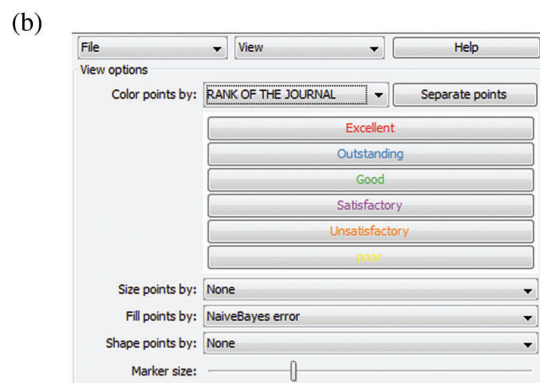 (b)
File View Help
View options
Color points by: RANK OF THE JOURNAL Separate points
Excellent
Outstanding
Good
Satisfactory
Unsatisfactory
poor
Size points by: None
Fill points by: NaiveBayes error
Shape points by: None
Marker size: